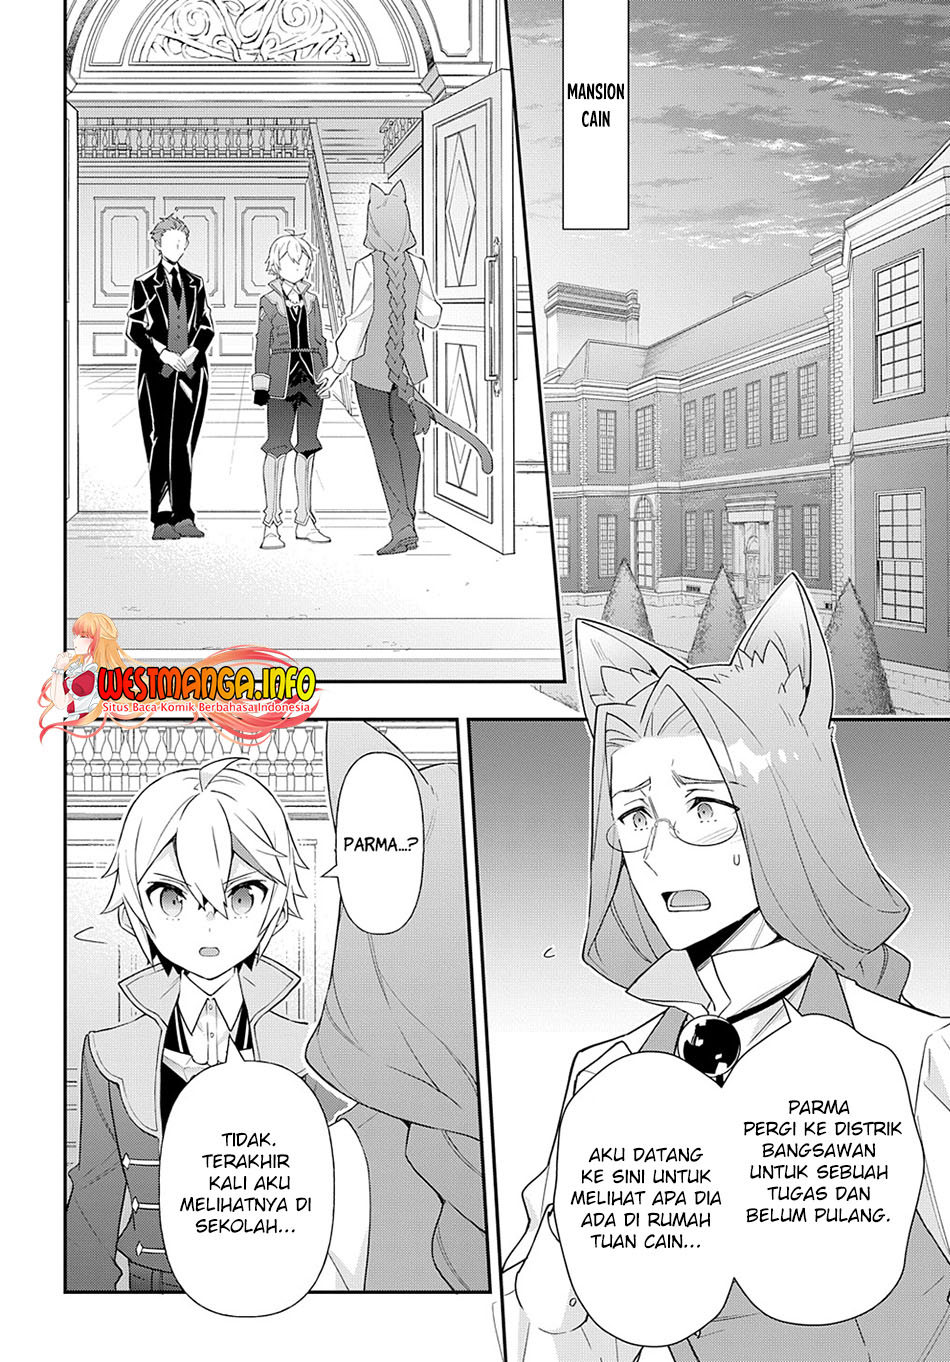 MANSION
CAIN
WESTMANGA.INFO
Situs Baca Komik Berbahasa Indonesia
PARMA
PERGI KE DISTRIK
BANGSAWAN
UNTUK SEBUAH
TUGAS DAN
BELUM PULANG.
AKU DATANG
KE SINI UNTUK
MELIHAT APA DIA
ADA DI RUMAH
TUAN CAIN...
PARMA...?
TIDAK.
TERAKHIR
KALI AKU
MELIHATNYA DI
SEKOLAH...